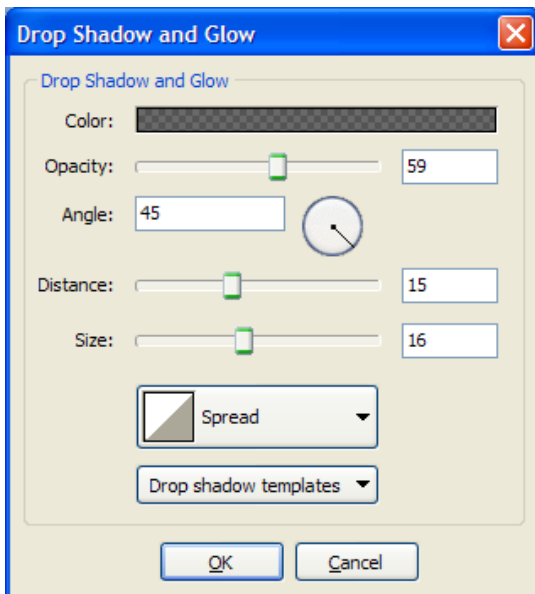 Drop Shadow and Glow
Drop Shadow and Glow
Color:
Opacity: 59
Angle: 45
Distance: 15
Size: 16
Spread
Drop shadow templates
OK Cancel